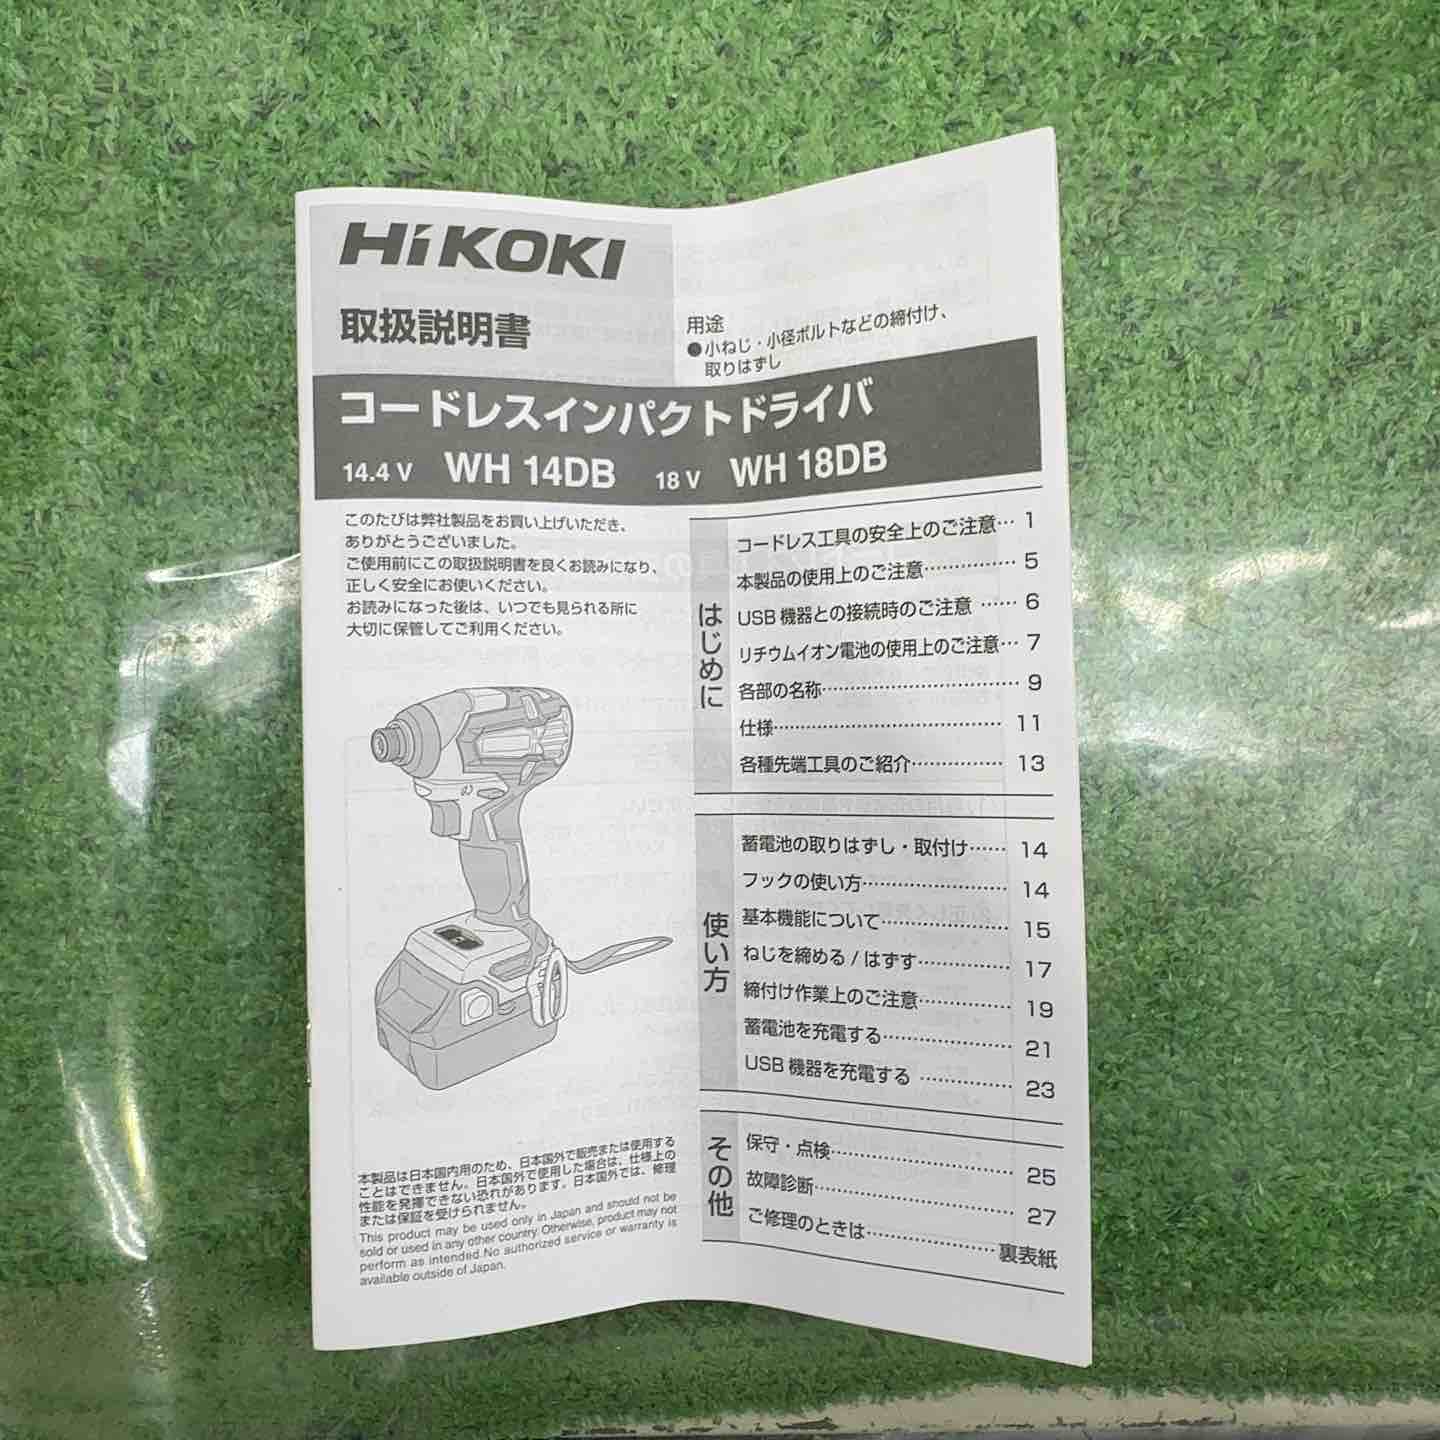 HiKOKI
取扱説明書
用途
●小ねじ・小径ボルトなどの締付け、
取りはずし
コードレスインパクトドライバ
14.4 V WH 14DB 18 V WH 18DB
このたびは弊社製品をお買い上げいただき、
ありがとうございました。
ご使用前にこの取扱説明書を良くお読みになり、
正しく安全にお使いください。
お読みになった後は、いつでも見られる所に
大切に保管してご利用ください。
本製品は日本国内用のため、日本国外で販売または使用する
ことはできません。日本国外で使用した場合は、仕様上の
性能を発揮できない恐れがあります。日本国外では、修理
または保証を受けられません。
This product may be used only in Japan and should not be
sold or used in any other country. Otherwise, product may not
perform as intended. No authorized service or warranty is
available outside of Japan.
はじめに
コードレス工具の安全上のご注意… 1
本製品の使用上のご注意………… 5
USB 機器との接続時のご注意 …… 6
リチウムイオン電池の使用上のご注意… 7
各部の名称……………………… 9
仕様…………………………… 11
各種先端工具のご紹介………… 13
使い方
蓄電池の取りはずし・取付け…… 14
フックの使い方………………… 14
基本機能について……………… 15
ねじを締める / はずす………… 17
締付け作業上のご注意………… 19
蓄電池を充電する……………… 21
USB 機器を充電する ………… 23
その他
保守・点検……………………… 25
故障診断………………………… 27
ご修理のときは……………… 裏表紙